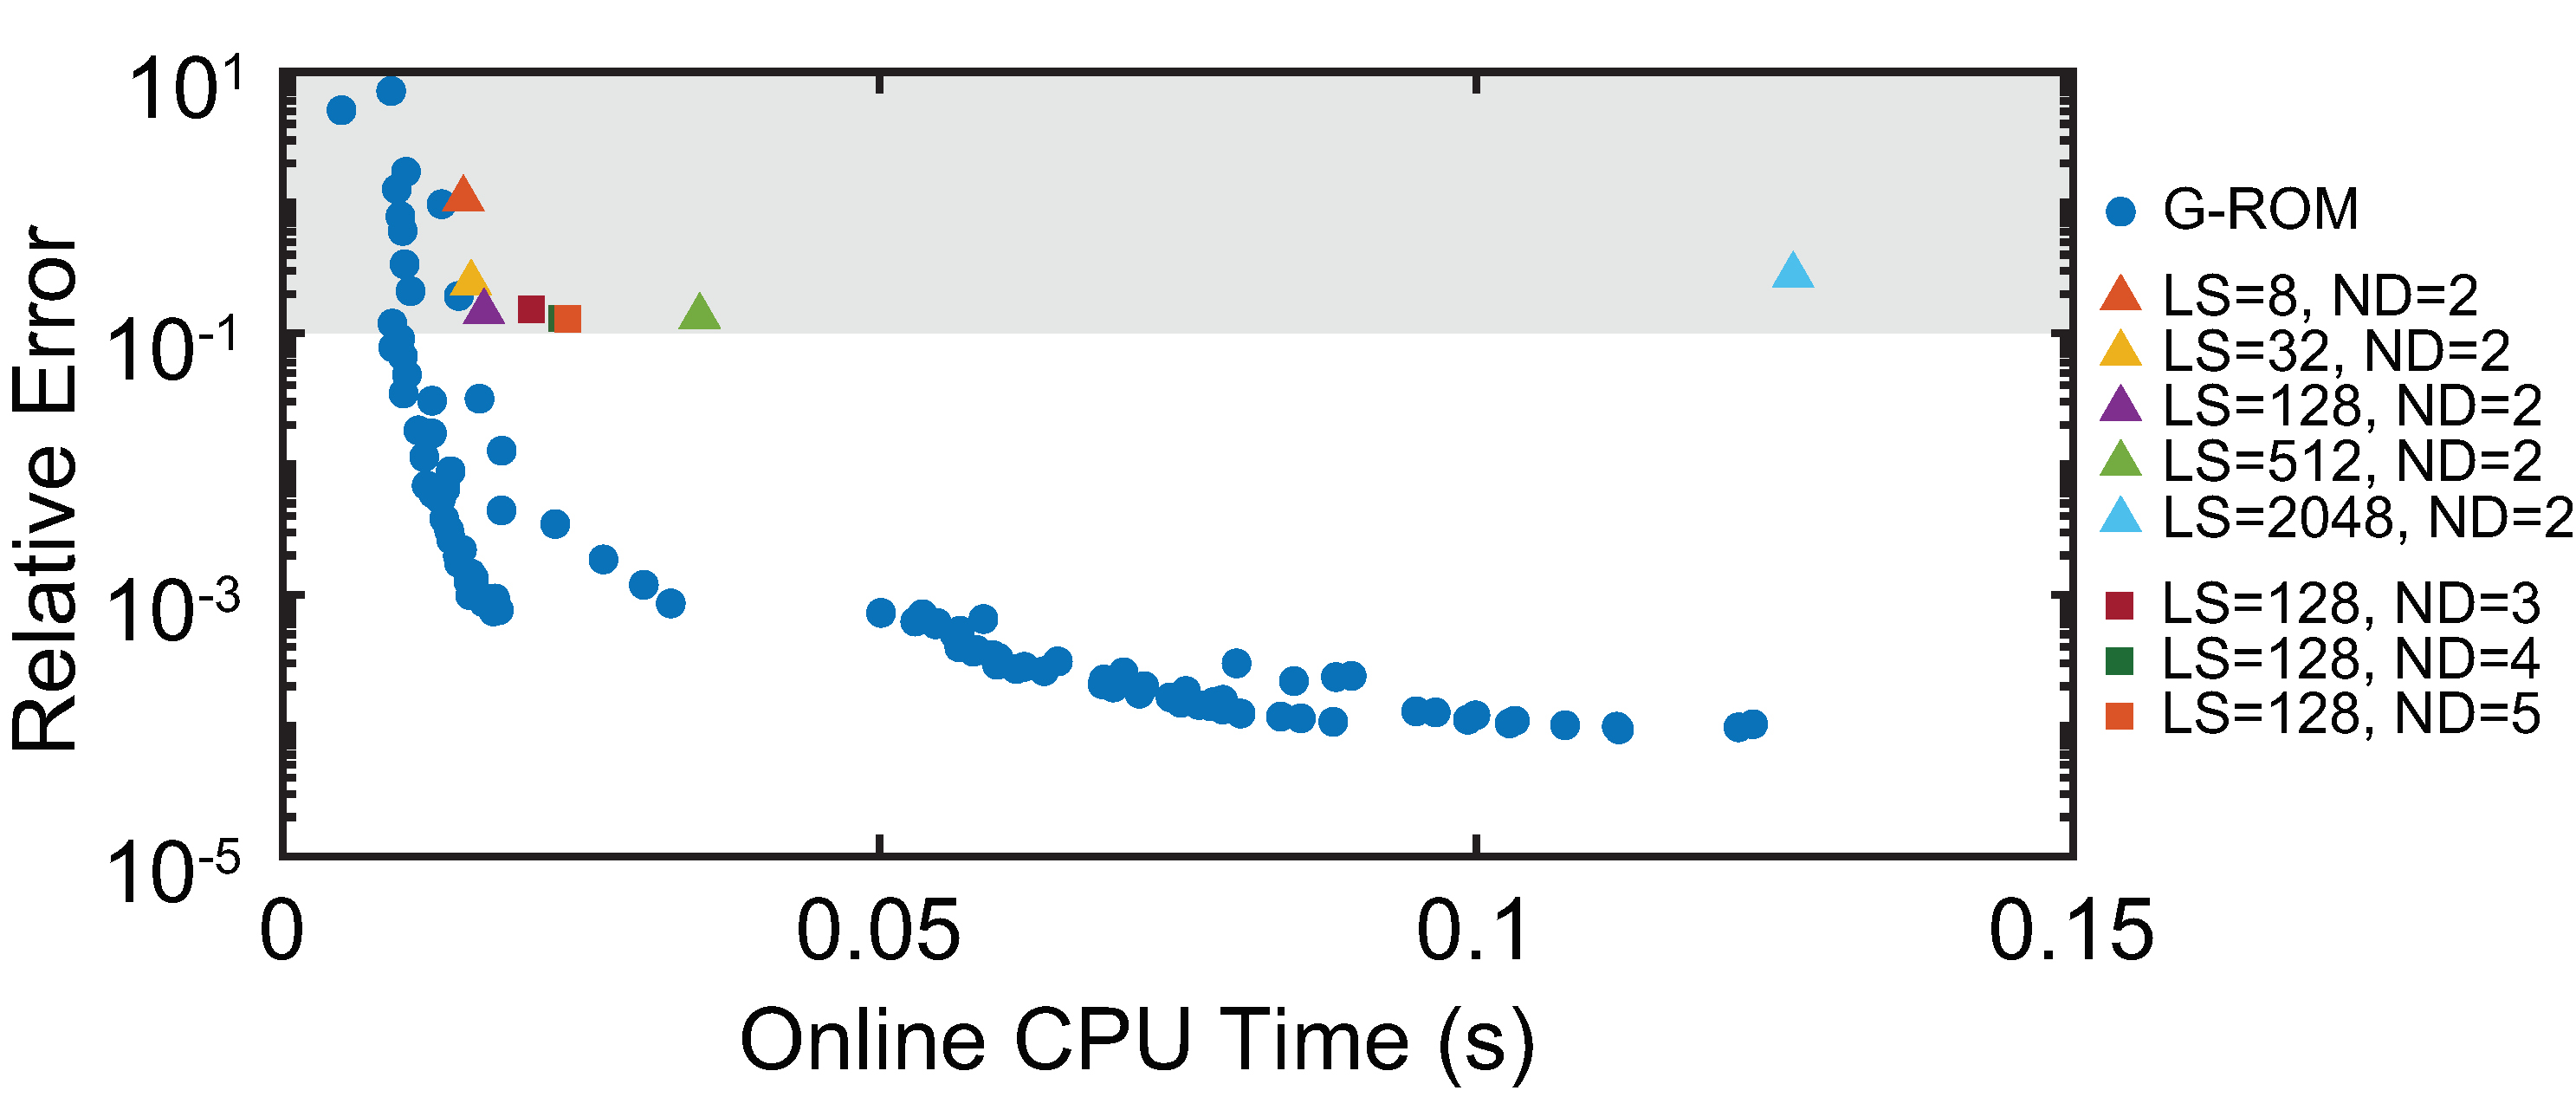 10^1
10^-1
10^-3
10^-5
Relative Error
0
0.05
0.1
0.15
Online CPU Time (s)
G-ROM
LS=8, ND=2
LS=32, ND=2
LS=128, ND=2
LS=512, ND=2
LS=2048, ND=2
LS=128, ND=3
LS=128, ND=4
LS=128, ND=5